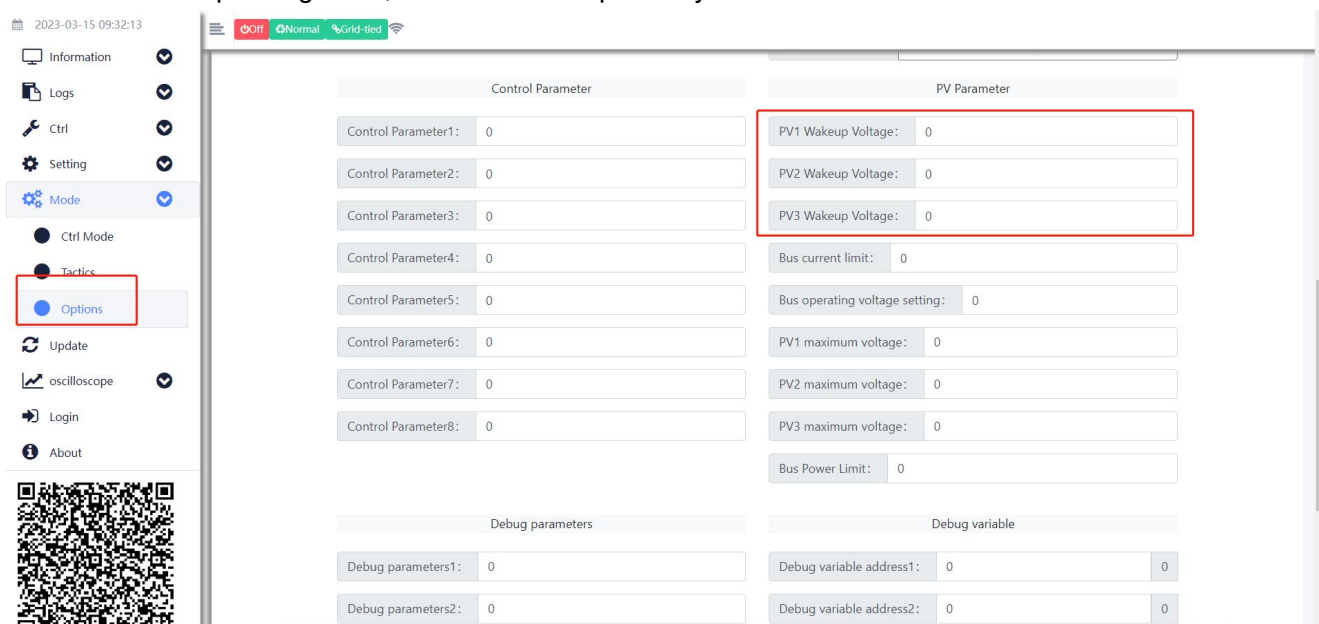 2023-03-15 09:32:13
Off Normal Grid-tied
Information
Logs
Ctrl
Setting
Mode
Ctrl Mode
Tactics
Options
Update
oscilloscope
Login
About
Control Parameter
Control Parameter1: 0
Control Parameter2: 0
Control Parameter3: 0
Control Parameter4: 0
Control Parameter5: 0
Control Parameter6: 0
Control Parameter7: 0
Control Parameter8: 0
PV Parameter
PV1 Wakeup Voltage: 0
PV2 Wakeup Voltage: 0
PV3 Wakeup Voltage: 0
Bus current limit: 0
Bus operating voltage setting: 0
PV1 maximum voltage: 0
PV2 maximum voltage: 0
PV3 maximum voltage: 0
Bus Power Limit: 0
Debug parameters
Debug parameters1: 0
Debug parameters2: 0
Debug variable
Debug variable address1: 0 0
Debug variable address2: 0 0